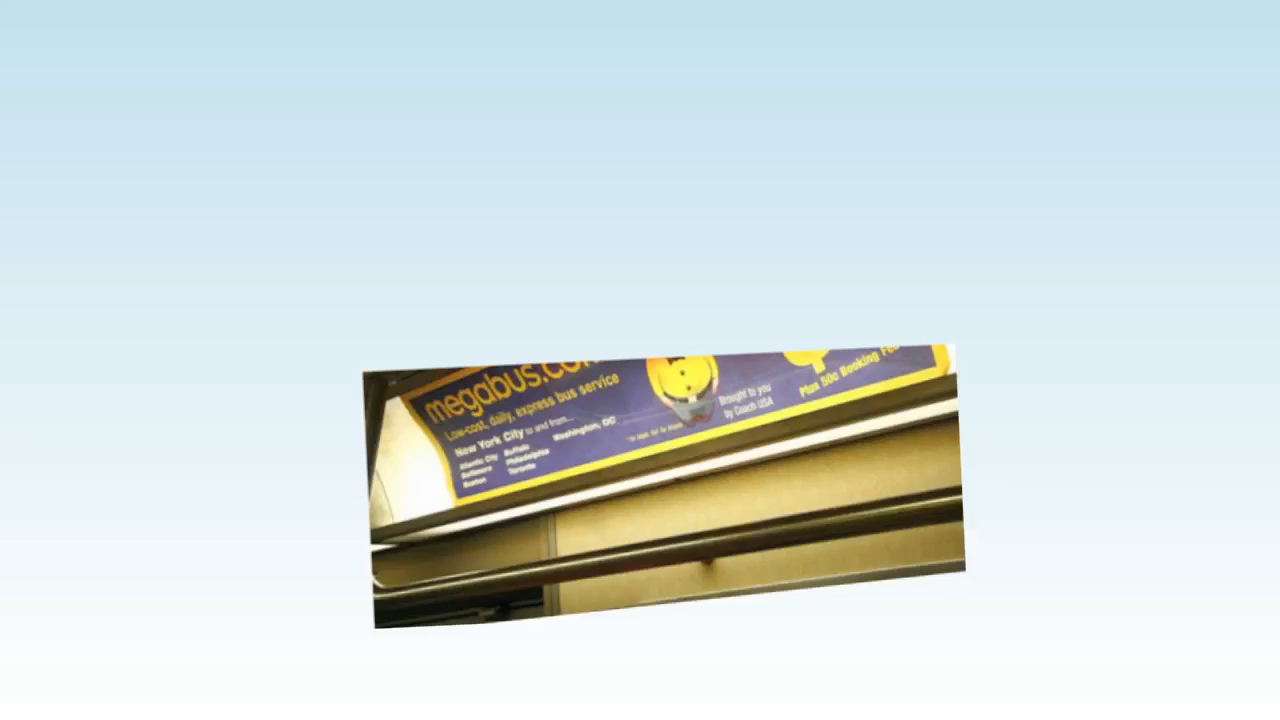 megabus.com
Low-cost, daily, express bus service
New York City to and from...
Atlantic City
Baltimore
Boston
Buffalo
Philadelphia
Toronto
Washington, DC
Brought to you
by Coach USA
Plus 50c Booking Fee